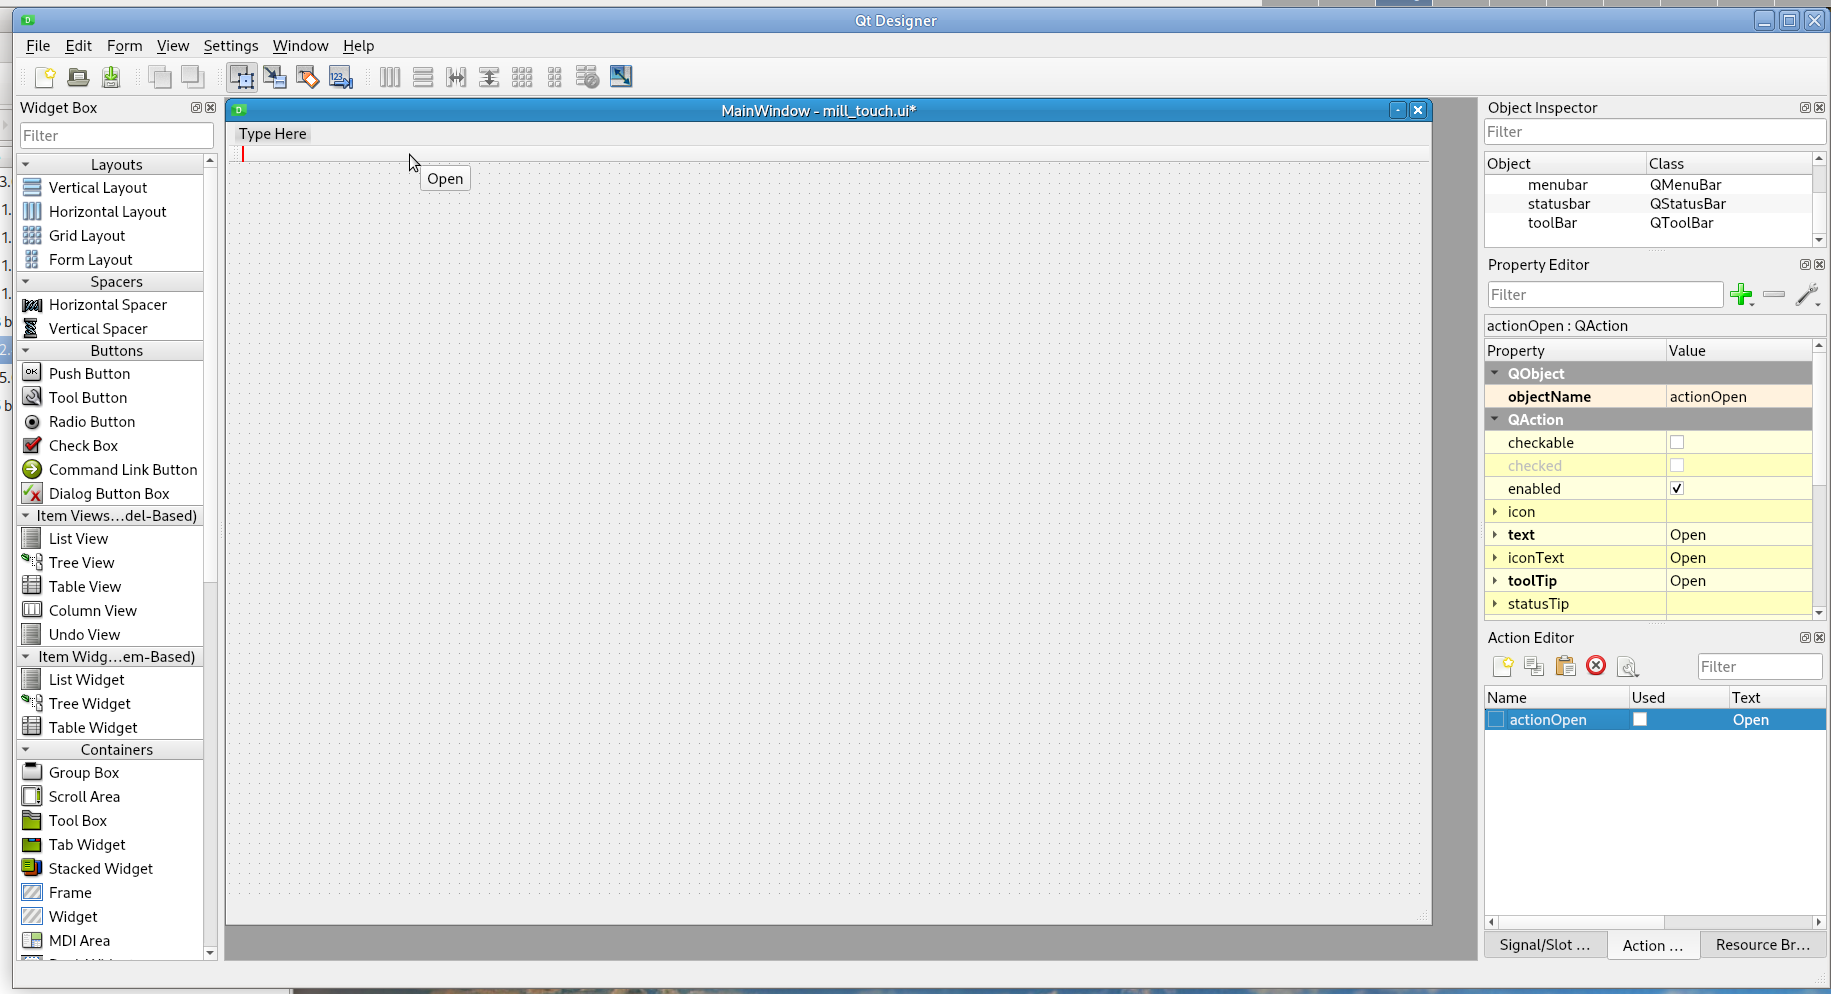 Qt Designer
File Edit Form View Settings Window Help
Widget Box
Filter
Layouts
Vertical Layout
Horizontal Layout
Grid Layout
Form Layout
Spacers
Horizontal Spacer
Vertical Spacer
Buttons
OK Push Button
Tool Button
Radio Button
Check Box
Command Link Button
Dialog Button Box
Item Views...del-Based)
List View
Tree View
Table View
Column View
Undo View
Item Widg...em-Based)
List Widget
Tree Widget
Table Widget
Containers
Group Box
Scroll Area
Tool Box
Tab Widget
Stacked Widget
Frame
Widget
MDI Area
MainWindow - mill_touch.ui*
Type Here
Open
Object Inspector
Filter
Object Class
menubar QMenuBar
statusbar QStatusBar
toolBar QToolBar
Property Editor
Filter
actionOpen : QAction
Property Value
QObject
objectName actionOpen
QAction
checkable
checked
enabled
icon
text Open
iconText Open
toolTip Open
statusTip
Action Editor
Filter
Name Used Text
actionOpen Open
Signal/Slot ... Action ... Resource Br...